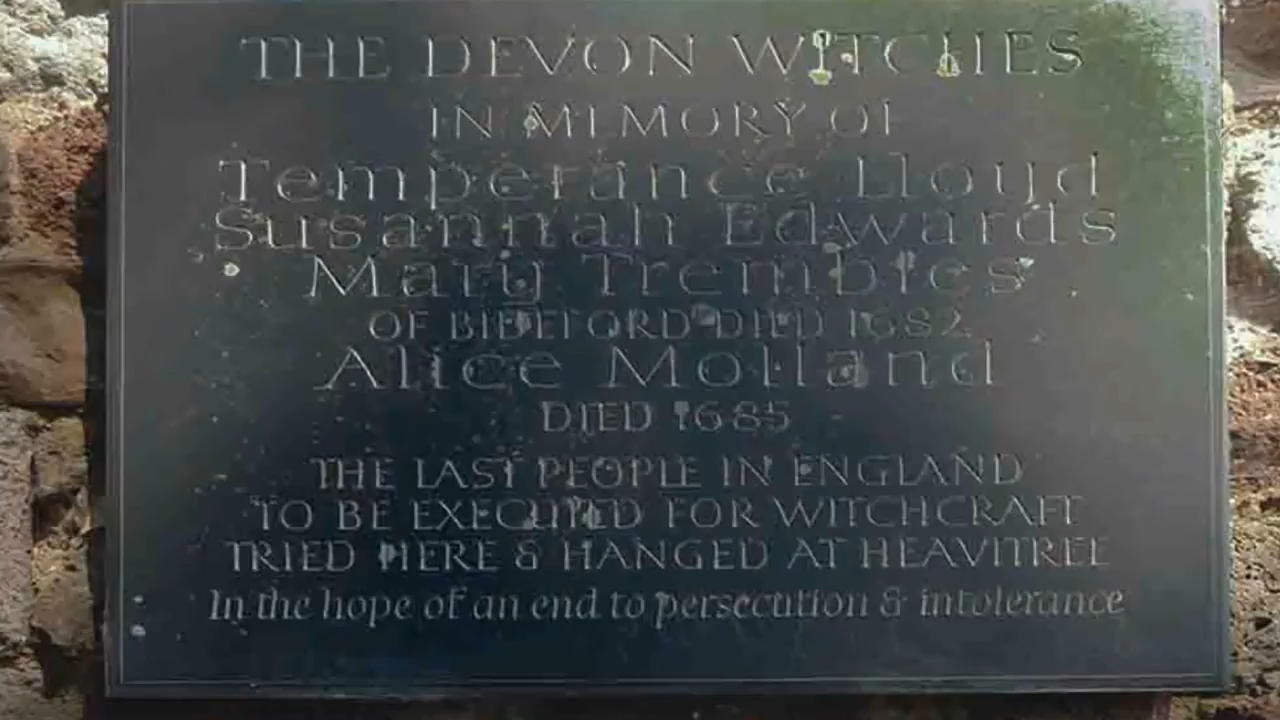 THE DEVON WITCHES
IN MEMORY OF
Temperance Lloyd
Susannah Edwards
Mary Trembles
OF BIDEFORD DIED 1682
Alice Molland
DIED 1685
THE LAST PEOPLE IN ENGLAND
TO BE EXECUTED FOR WITCHCRAFT
TRIED HERE & HANGED AT HEAVITREE
In the hope of an end to persecution & intolerance